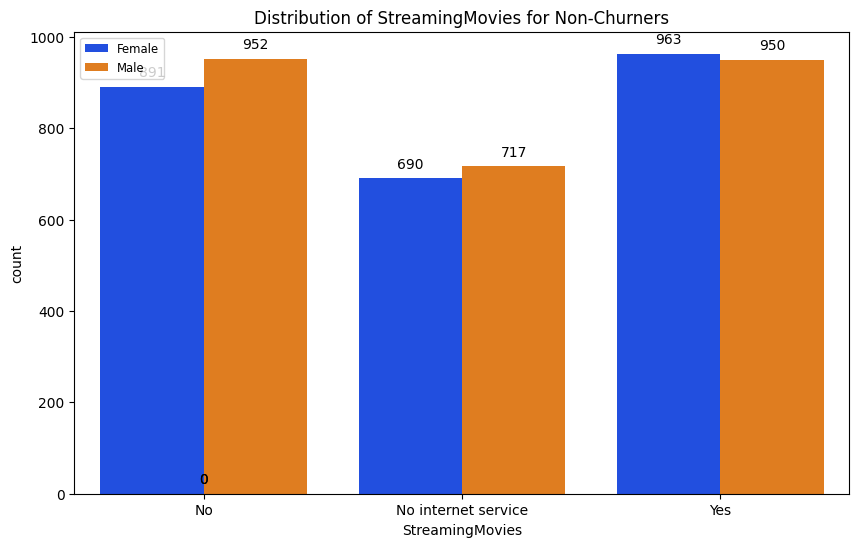 Distribution of StreamingMovies for Non-Churners
Female
Male
891
952
690
717
963
950
0
1000
800
600
400
200
0
count
No
No internet service
Yes
StreamingMovies